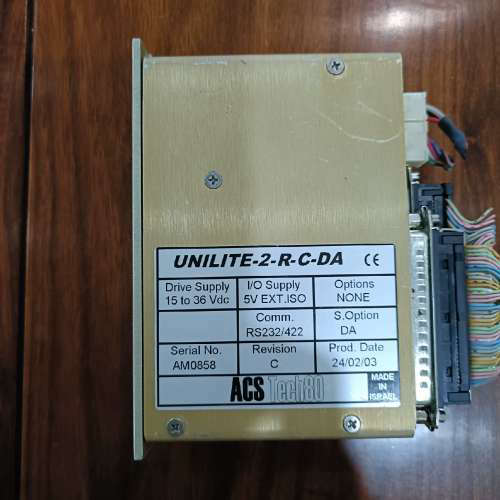 UNILITE-2-R-C-DA CE
Drive Supply I/O Supply Options
15 to 36 Vdc 5V EXT.ISO NONE
Comm. S.Option
RS232/422 DA
Serial No. Revision Prod. Date
AM0858 C 24/02/03
ACS Tech80
MADE
IN
ISRAEL